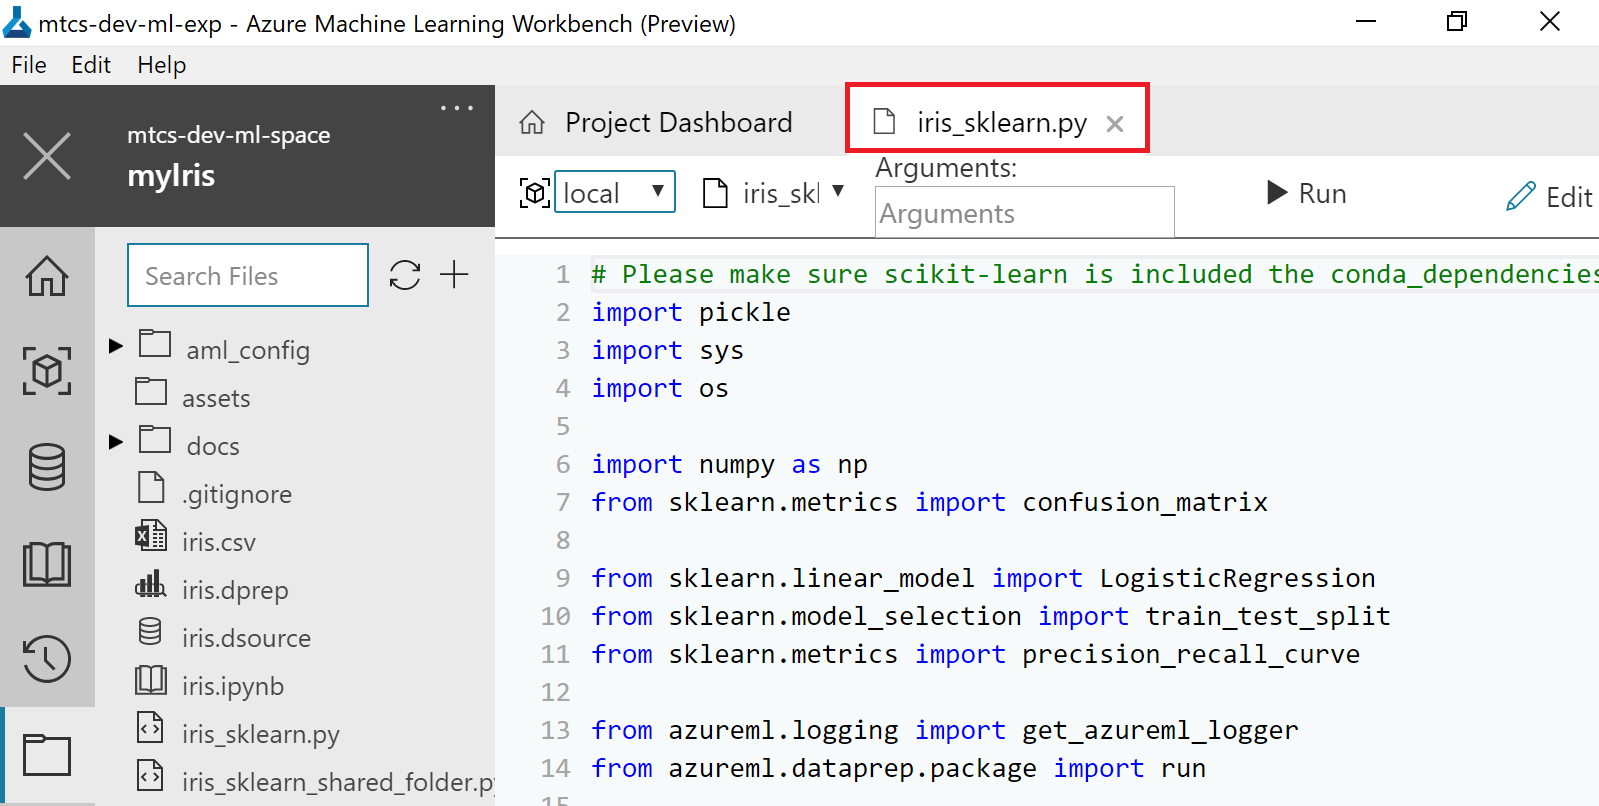 mtcs-dev-ml-exp - Azure Machine Learning Workbench (Preview)
File Edit Help
mtcs-dev-ml-space
myIris
Search Files
aml_config
assets
docs
.gitignore
iris.csv
iris.dprep
iris.dsource
iris.ipynb
iris_sklearn.py
iris_sklearn_shared_folder.py
Project Dashboard
iris_sklearn.py
local
iris_skl
Arguments:
Arguments
Run
Edit
1 # Please make sure scikit-learn is included the conda_dependencies
2 import pickle
3 import sys
4 import os
5
6 import numpy as np
7 from sklearn.metrics import confusion_matrix
8
9 from sklearn.linear_model import LogisticRegression
10 from sklearn.model_selection import train_test_split
11 from sklearn.metrics import precision_recall_curve
12
13 from azureml.logging import get_azureml_logger
14 from azureml.dataprep.package import run
15